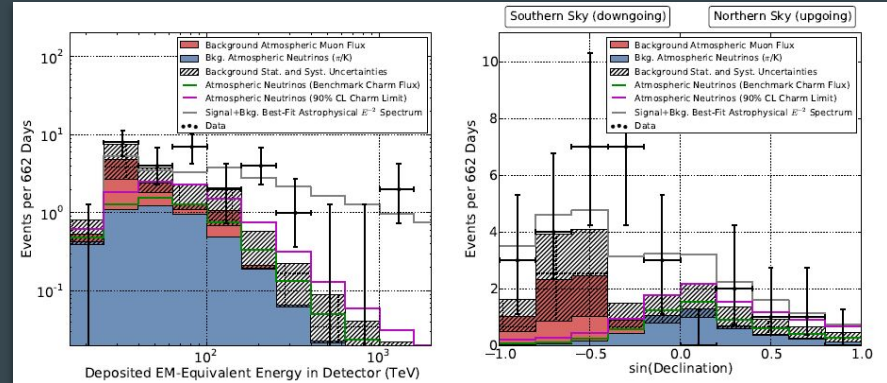 Southern Sky (downgoing)
Northern Sky (upgoing)
10²
10¹
10⁰
10⁻¹
Events per 662 Days
Background Atmospheric Muon Flux
Bkg. Atmospheric Neutrinos (π/K)
Background Stat. and Syst. Uncertainties
Atmospheric Neutrinos (Benchmark Charm Flux)
Atmospheric Neutrinos (90% CL Charm Limit)
Signal+Bkg. Best-Fit Astrophysical E⁻² Spectrum
Data
10²
10³
Deposited EM-Equivalent Energy in Detector (TeV)
10
8
6
4
2
0
Events per 662 Days
Background Atmospheric Muon Flux
Bkg. Atmospheric Neutrinos (π/K)
Background Stat. and Syst. Uncertainties
Atmospheric Neutrinos (Benchmark Charm Flux)
Atmospheric Neutrinos (90% CL Charm Limit)
Signal+Bkg. Best-Fit Astrophysical E⁻² Spectrum
Data
−1.0
−0.5
0.0
0.5
1.0
sin(Declination)